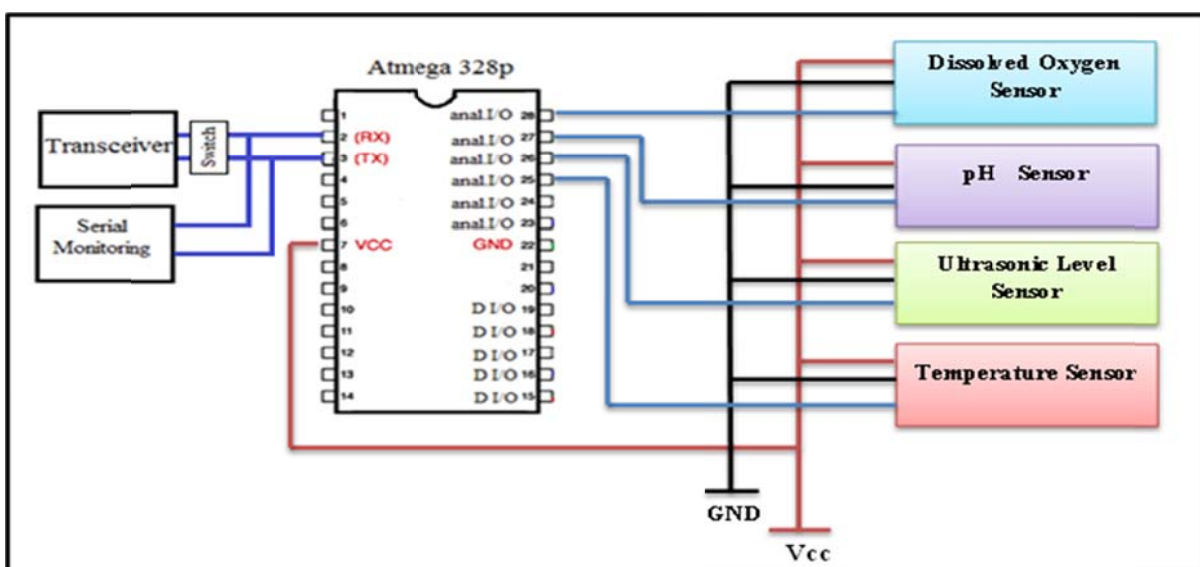 Atmega 328p
Transceiver
Switch
Serial
Monitoring
1
2 (RX)
3 (TX)
4
5
6
7 VCC
8
9
10
11
12
13
14
anal.I/O 28
anal.I/O 27
anal.I/O 26
anal.I/O 25
anal.I/O 24
anal.I/O 23
GND 22
21
20
D I/O 19
D I/O 18
D I/O 17
D I/O 16
D I/O 15
Dissolved Oxygen
Sensor
pH Sensor
Ultrasonic Level
Sensor
Temperature Sensor
GND
Vcc